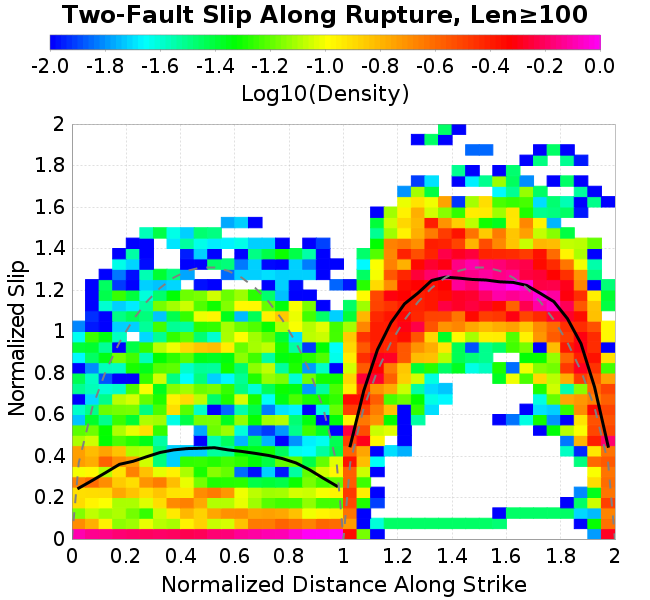 Two-Fault Slip Along Rupture, Len≥100
-2.0 -1.8 -1.6 -1.4 -1.2 -1.0 -0.8 -0.6 -0.4 -0.2 0.0
Log10(Density)
2
1.8
1.6
1.4
1.2
1
0.8
0.6
0.4
0.2
0
Normalized Slip
0 0.2 0.4 0.6 0.8 1 1.2 1.4 1.6 1.8 2
Normalized Distance Along Strike